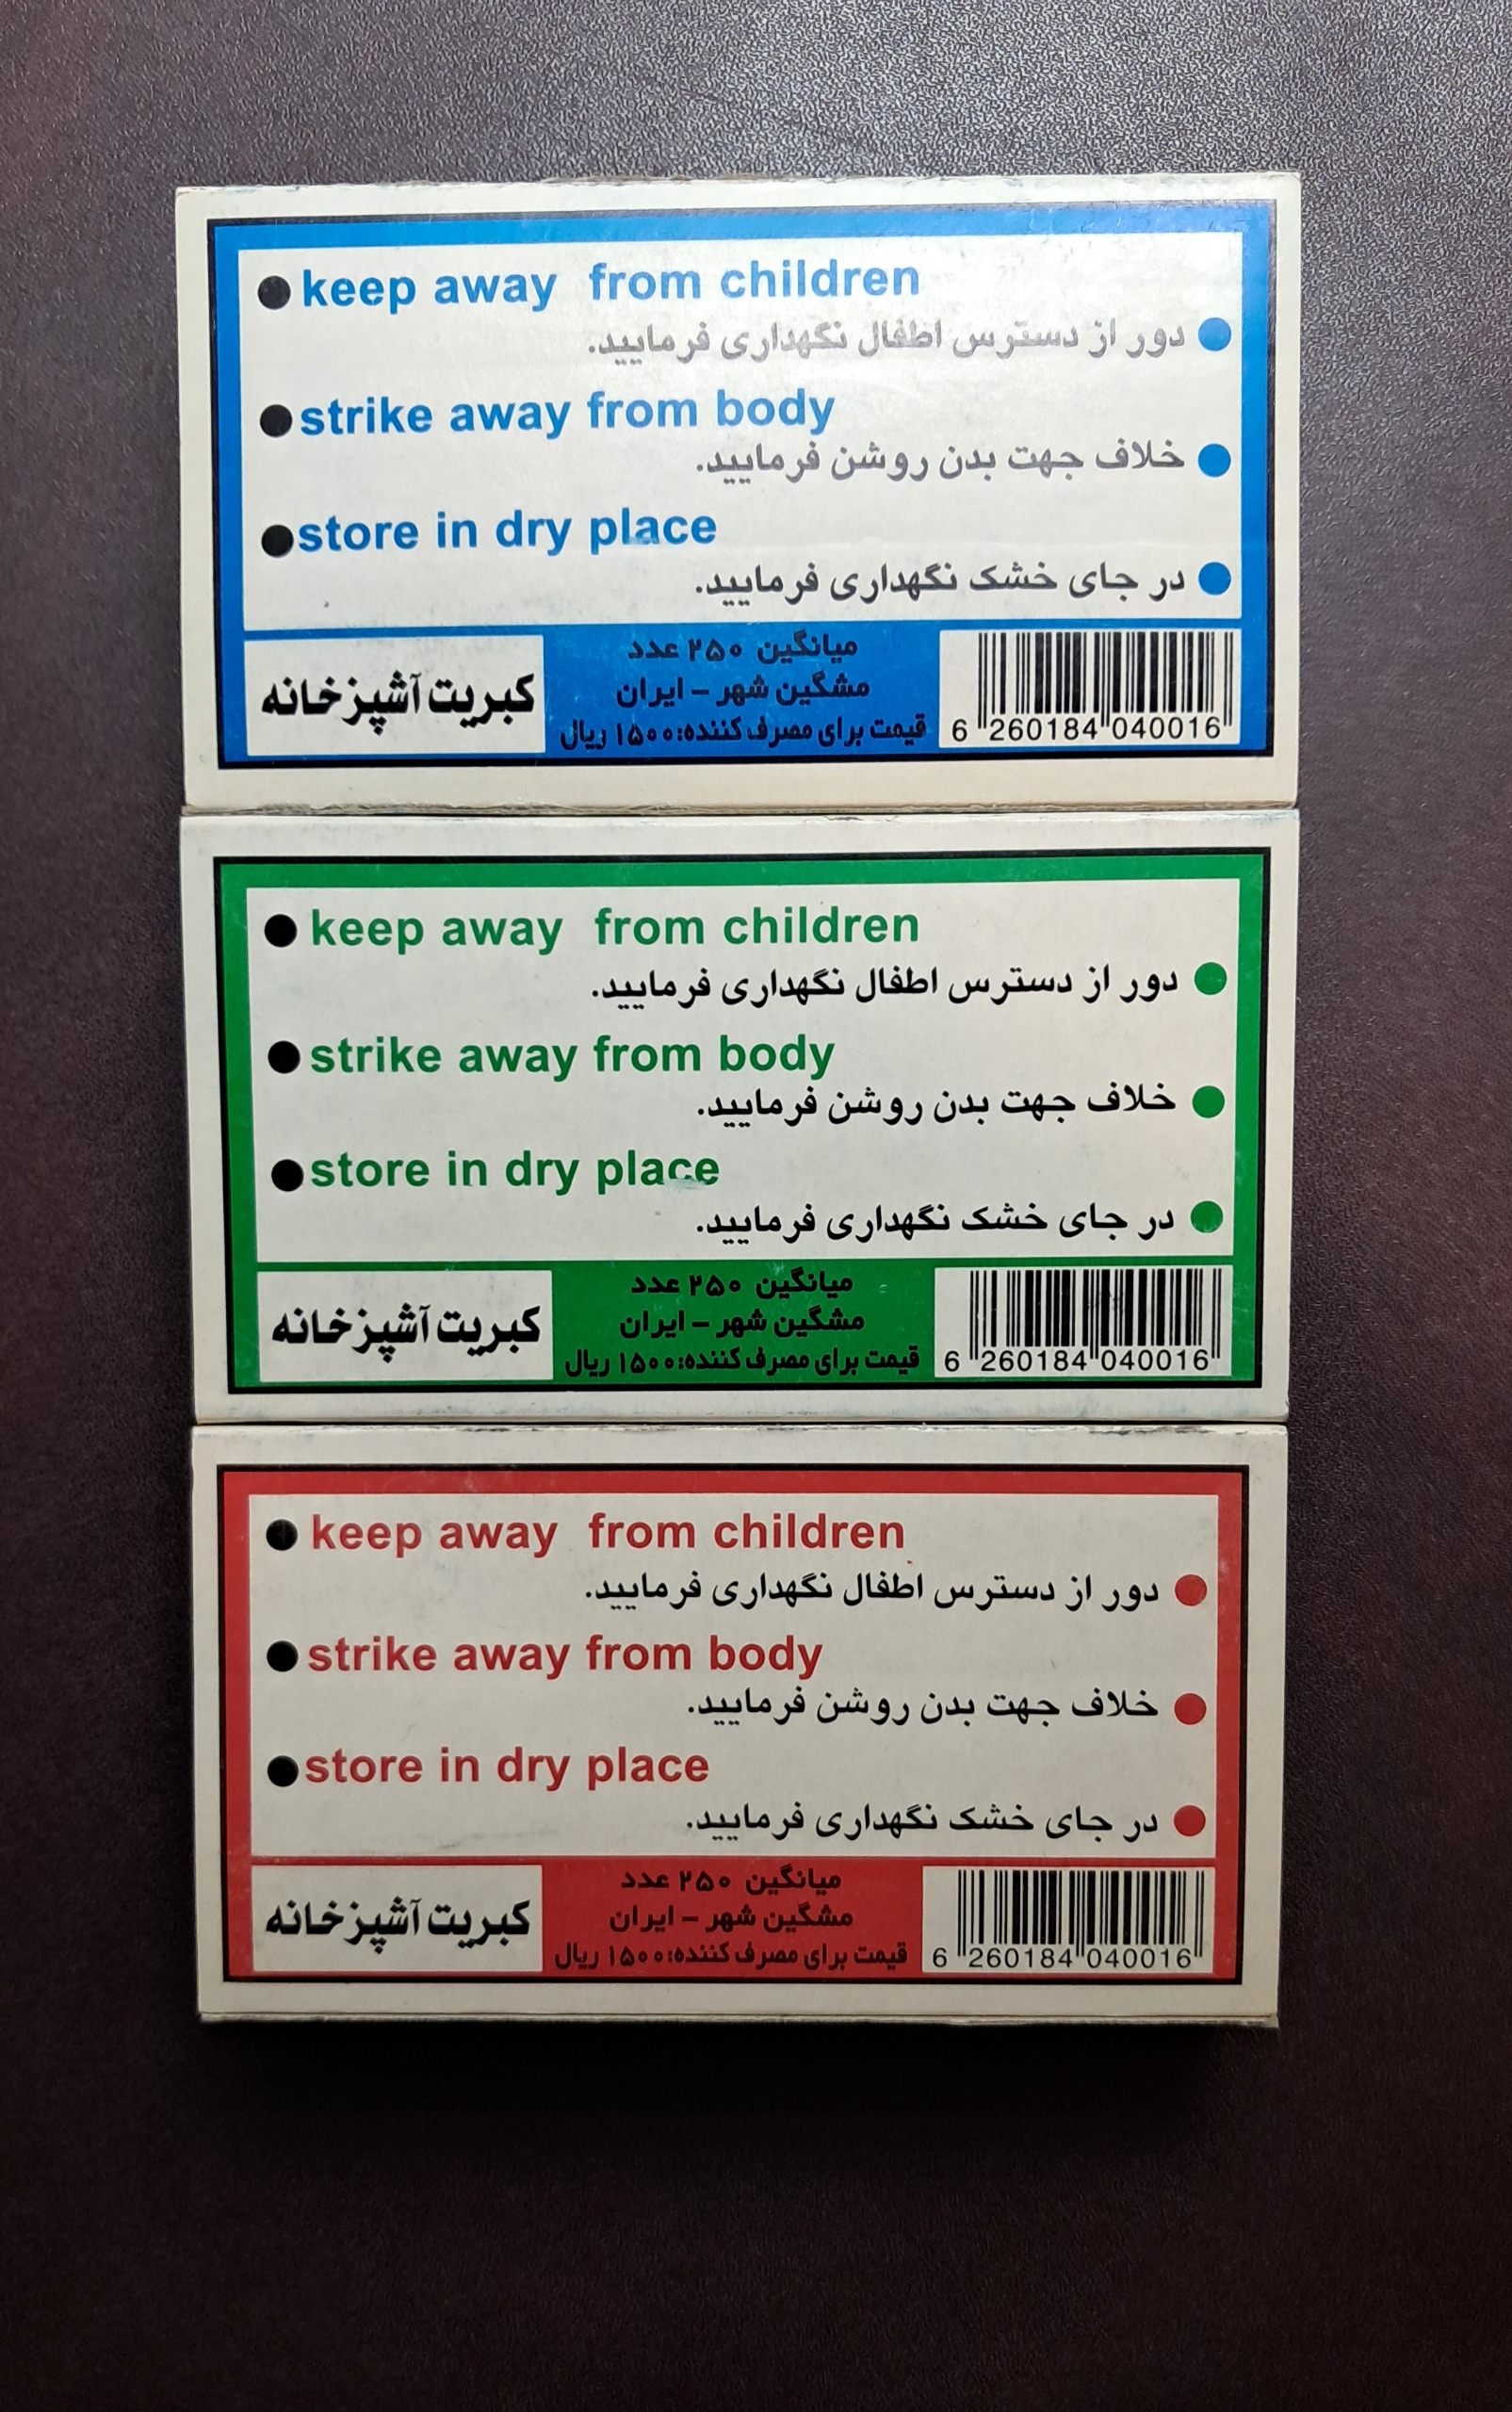 keep away from children
دور از دسترس اطفال نگهداری فرمایید.
strike away from body
خلاف جهت بدن روشن فرمایید.
store in dry place
در جای خشک نگهداری فرمایید.
کبریت آشپزخانه
میانگین ۲۵۰ عدد
مشگین شهر - ایران
قیمت برای مصرف کننده: ۱۵۰۰ ریال
6 260184 040016
keep away from children
دور از دسترس اطفال نگهداری فرمایید.
strike away from body
خلاف جهت بدن روشن فرمایید.
store in dry place
در جای خشک نگهداری فرمایید.
کبریت آشپزخانه
میانگین ۲۵۰ عدد
مشگین شهر - ایران
قیمت برای مصرف کننده: ۱۵۰۰ ریال
6 260184 040016
keep away from children
دور از دسترس اطفال نگهداری فرمایید.
strike away from body
خلاف جهت بدن روشن فرمایید.
store in dry place
در جای خشک نگهداری فرمایید.
کبریت آشپزخانه
میانگین ۲۵۰ عدد
مشگین شهر - ایران
قیمت برای مصرف کننده: ۱۵۰۰ ریال
6 260184 040016